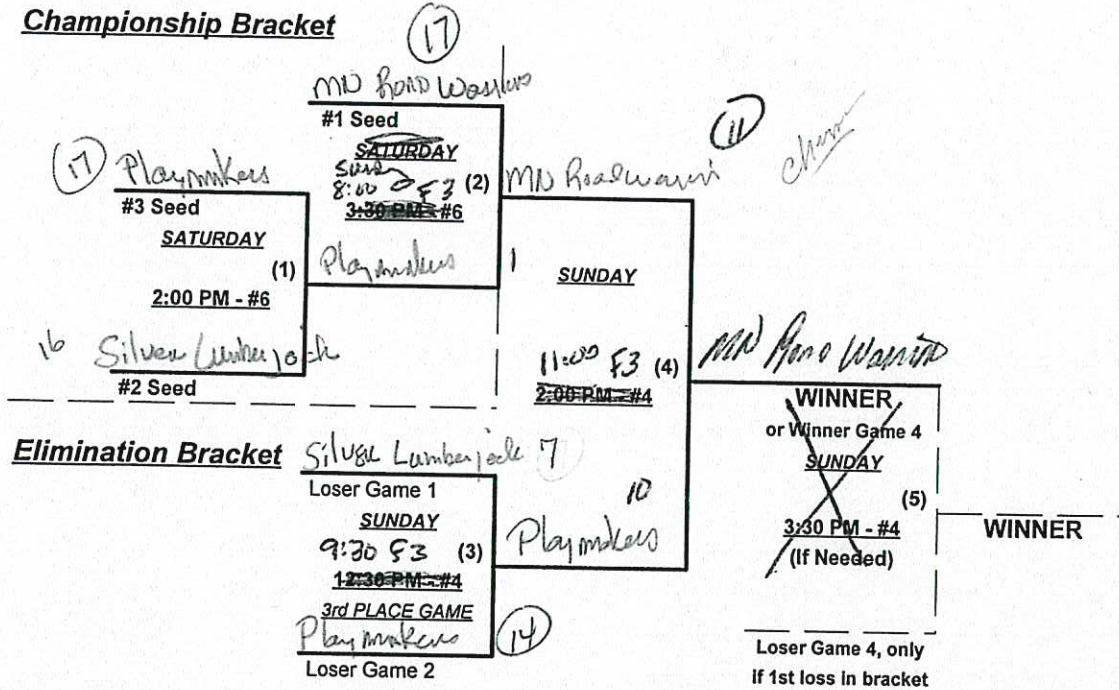 Championship Bracket
17
MN Road Warriors
#1 Seed
SATURDAY
8:00 F3 (2)
3:30 PM - #6
Playmakers
1
17 Playmakers
#3 Seed
SATURDAY
(1)
2:00 PM - #6
16 Silver Lumberjack
#2 Seed
11
MN Roadwarriors
SUNDAY
11:00 F3 (4)
2:00 PM - #4
10
Playmakers
MN Road Warriors
WINNER
or Winner Game 4
SUNDAY
(5)
3:30 PM - #4
(If Needed)
WINNER
Loser Game 4, only
if 1st loss in bracket
Elimination Bracket
Silver Lumberjack 7
Loser Game 1
SUNDAY
9:30 F3 (3)
12:30 PM - #4
3rd PLACE GAME
Playmakers 14
Loser Game 2